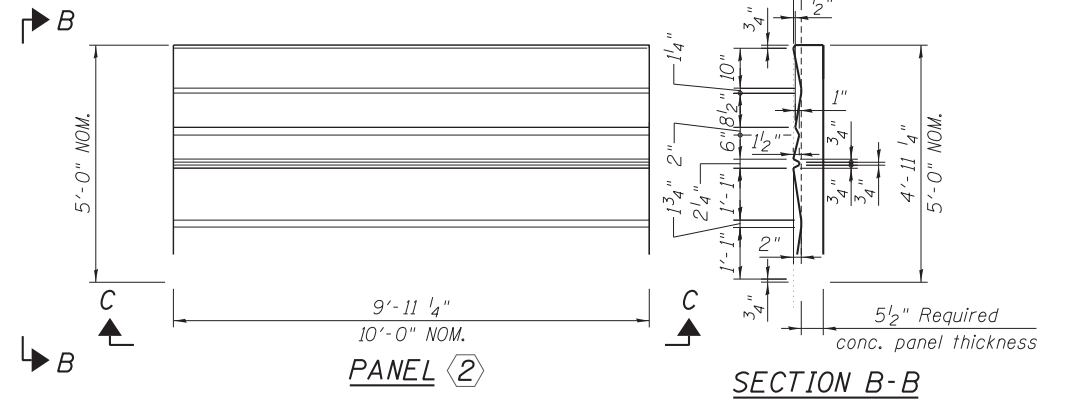 B
B
5'-0" NOM.
C
9'-11 1/4"
10'-0" NOM.
PANEL 2
C
3/4"
1/2"
1 1/4"
10"
8 1/2"
1"
2"
6"
1 1/2"
3/4"
1 3/4"
2 1/4"
1'-1"
3/4"
3/4"
4'-11 1/4"
5'-0" NOM.
1'-1"
2"
3/4"
5 1/2" Required
conc. panel thickness
SECTION B-B